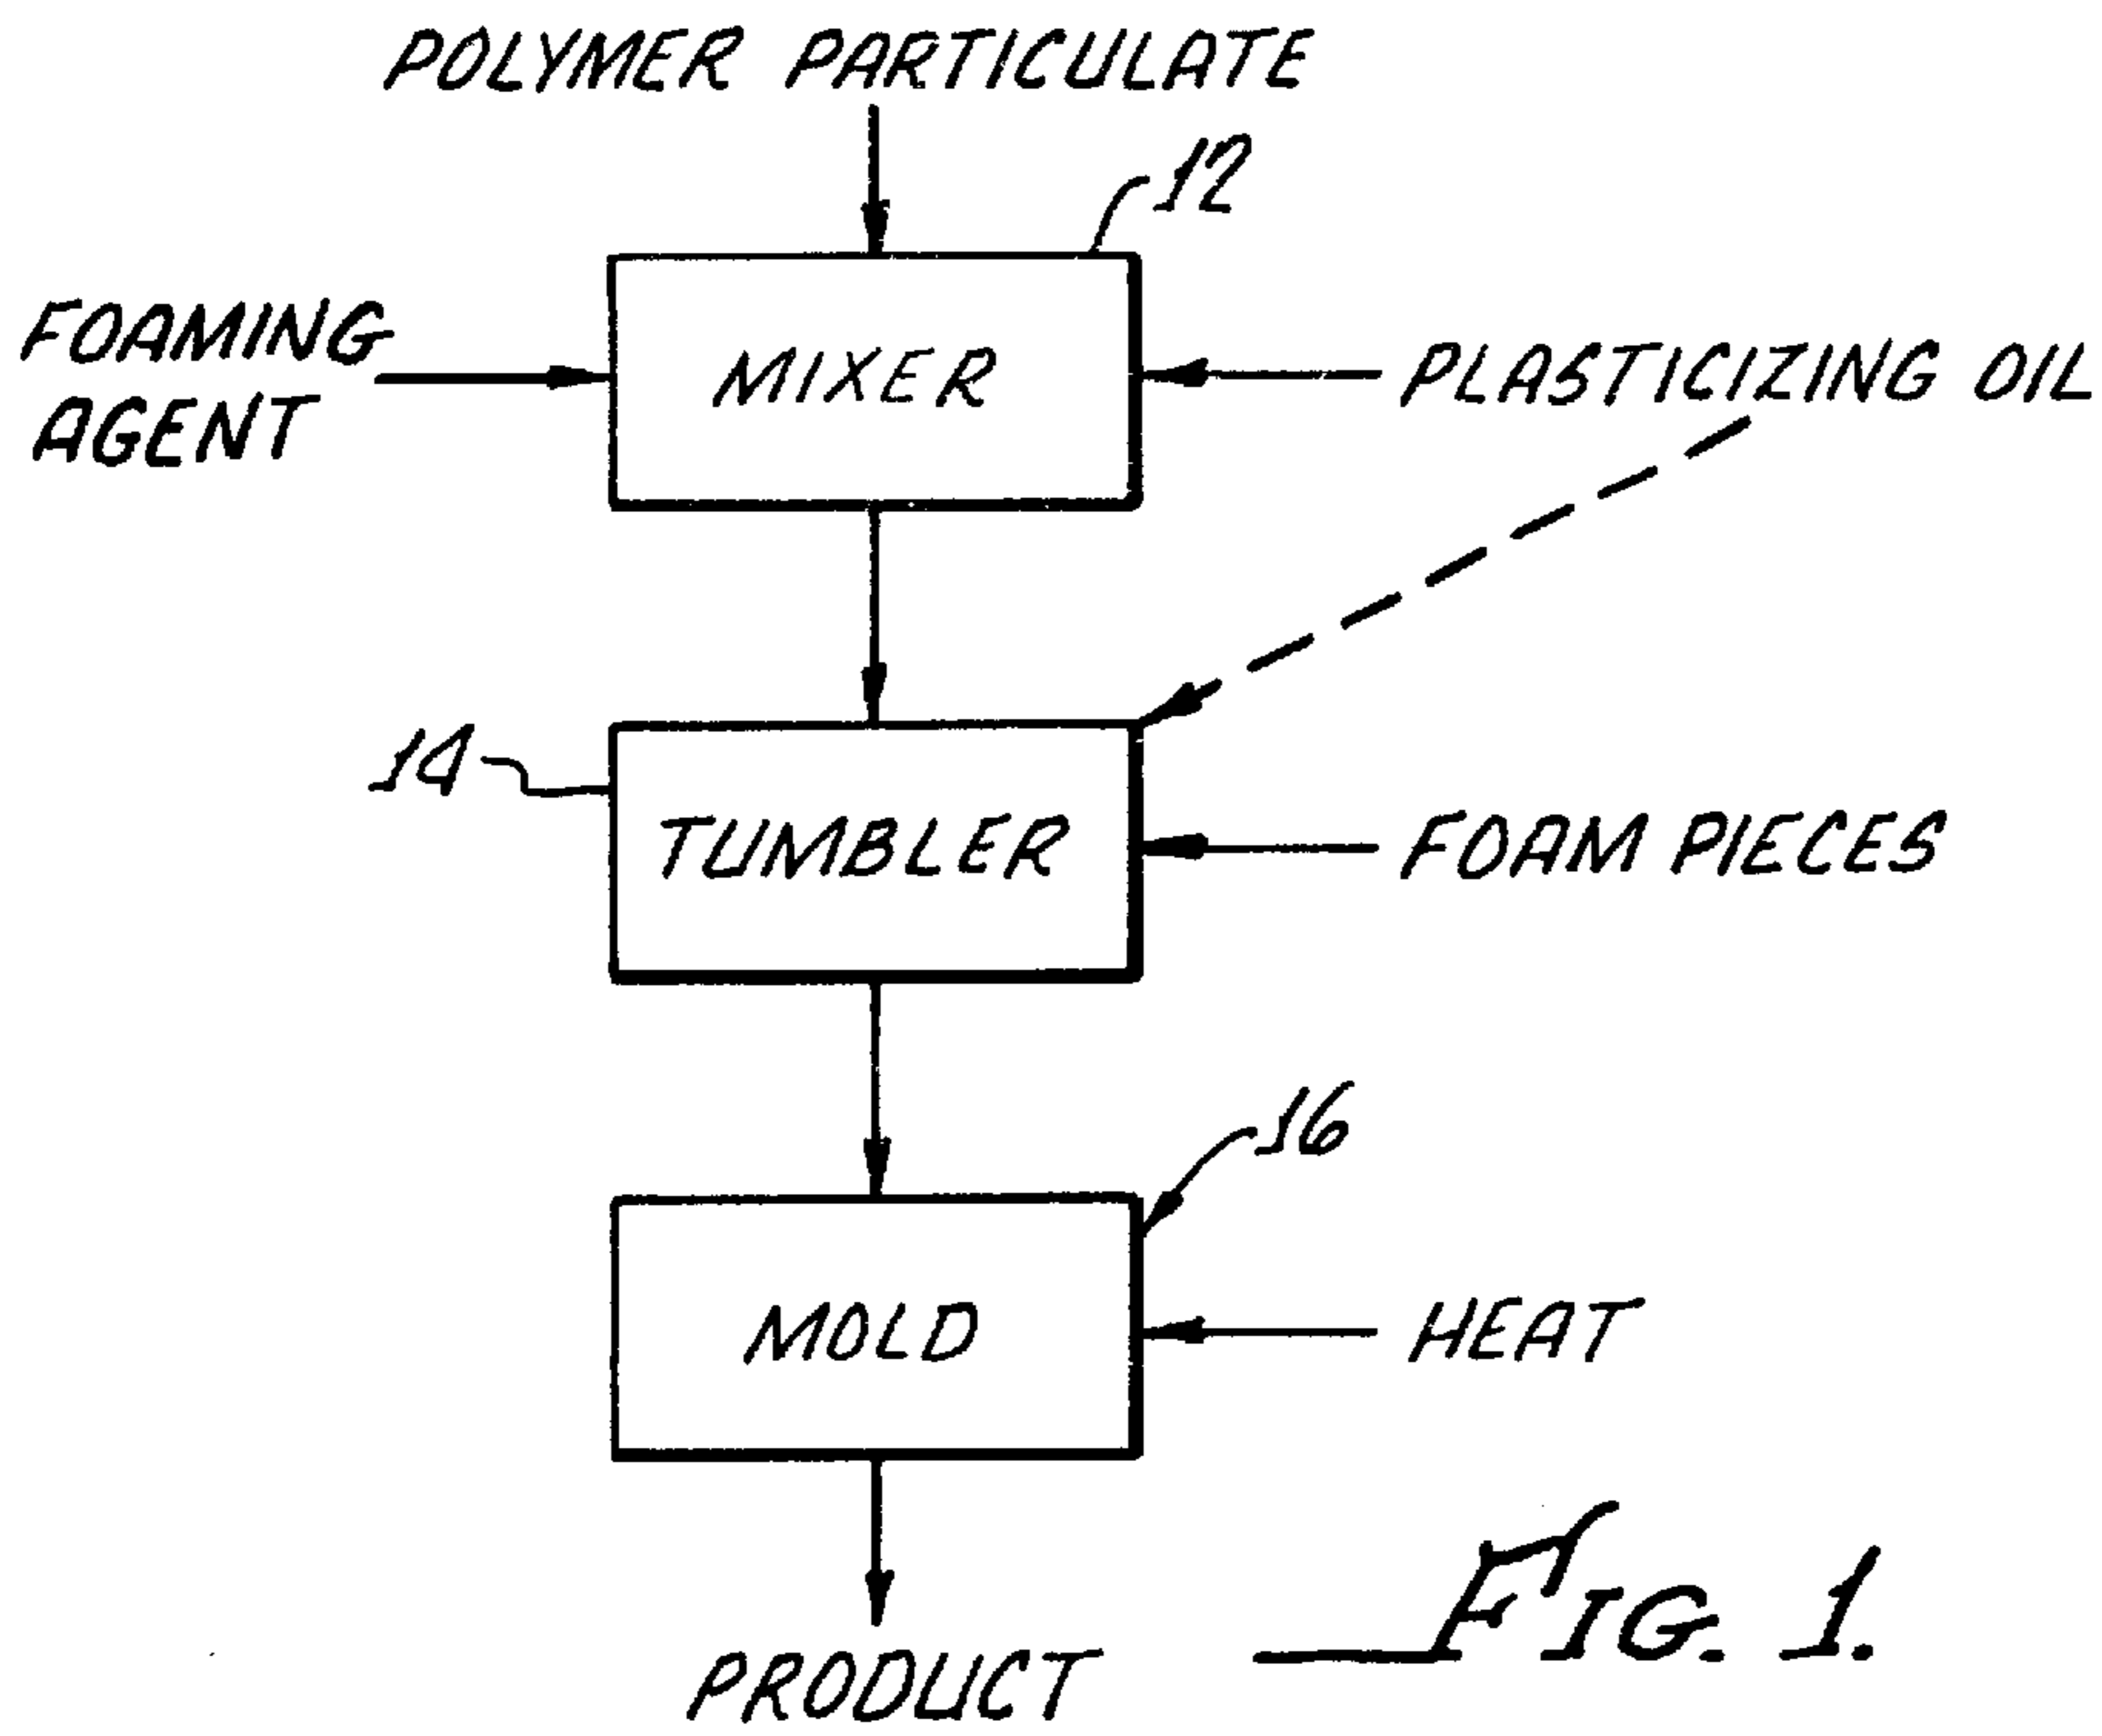 POLYMER PARTICULATE
12
FOAMING
AGENT
MIXER
PLASTICIZING OIL
14
TUMBLER
FOAM PIECES
16
MOLD
HEAT
PRODUCT
FIG. 1.